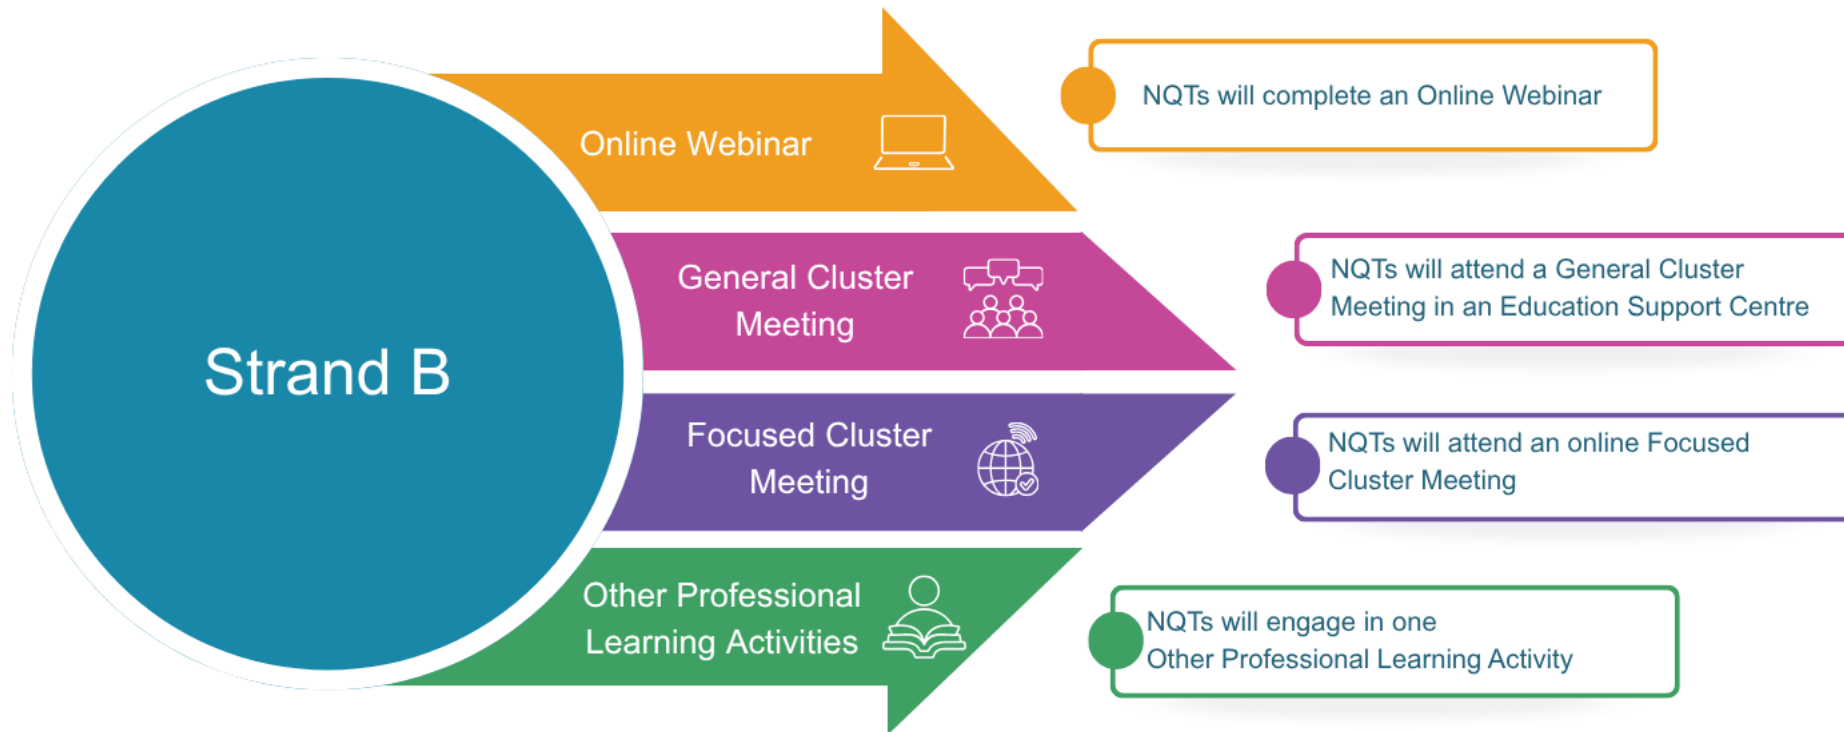 Strand B
Online Webinar
NQTs will complete an Online Webinar
General Cluster
Meeting
NQTs will attend a General Cluster
Meeting in an Education Support Centre
Focused Cluster
Meeting
NQTs will attend an online Focused
Cluster Meeting
Other Professional
Learning Activities
NQTs will engage in one
Other Professional Learning Activity